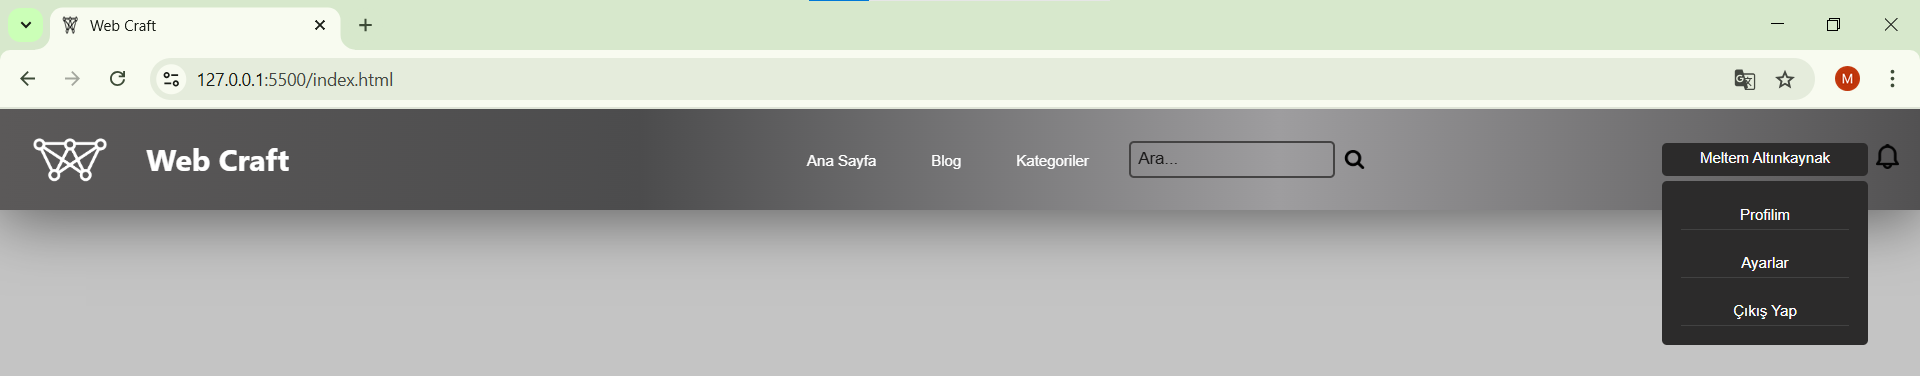 Web Craft
127.0.0.1:5500/index.html
M
Web Craft
Ana Sayfa
Blog
Kategoriler
Ara...
Meltem Altınkaynak
Profilim
Ayarlar
Çıkış Yap